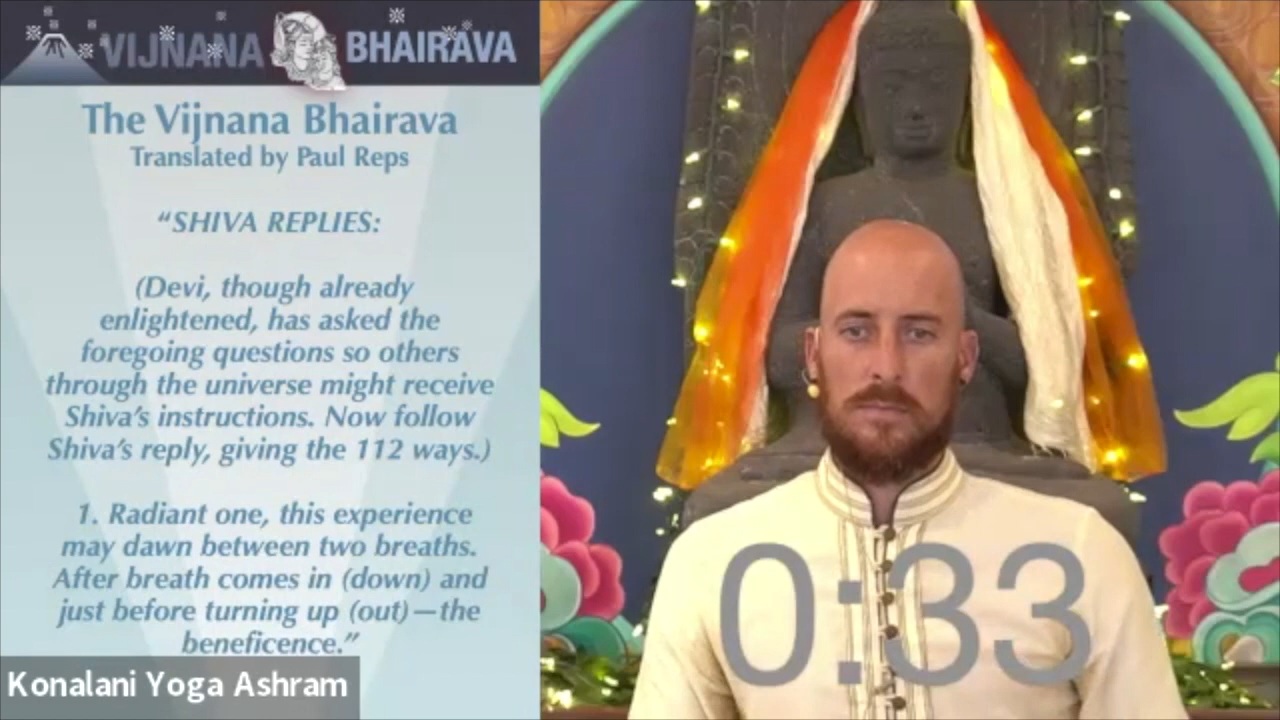 VIJNANA BHAIRAVA
The Vijnana Bhairava
Translated by Paul Reps
“SHIVA REPLIES:
(Devi, though already
enlightened, has asked the
foregoing questions so others
through the universe might receive
Shiva’s instructions. Now follow
Shiva’s reply, giving the 112 ways.)
1. Radiant one, this experience
may dawn between two breaths.
After breath comes in (down) and
just before turning up (out)—the
beneficence.”
Konalani Yoga Ashram
0:33